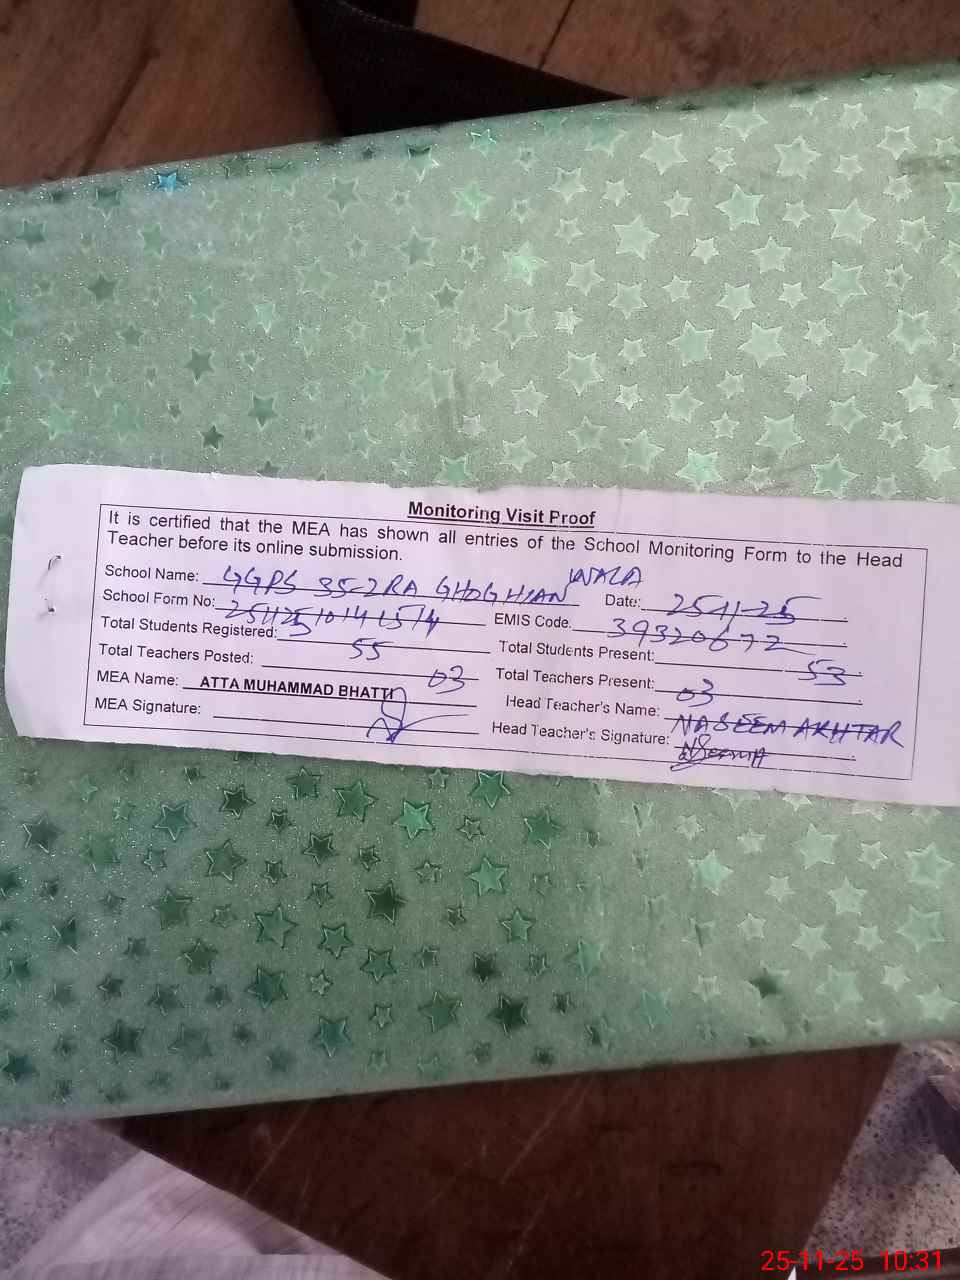 Monitoring Visit Proof
It is certified that the MEA has shown all entries of the School Monitoring Form to the Head
Teacher before its online submission.
School Name: GGPS 35-2RA GHOGHIAN WALA Date: 25-11-25
School Form No: EMIS Code. 39320672
Total Students Registered: 55 Total Students Present: 53
Total Teachers Posted: 03 Total Teachers Present: 03
MEA Name: ATTA MUHAMMAD BHATTI Head Teacher's Name: NASEEM AKHTAR
MEA Signature: Head Teacher's Signature:
25-11-25 10:31